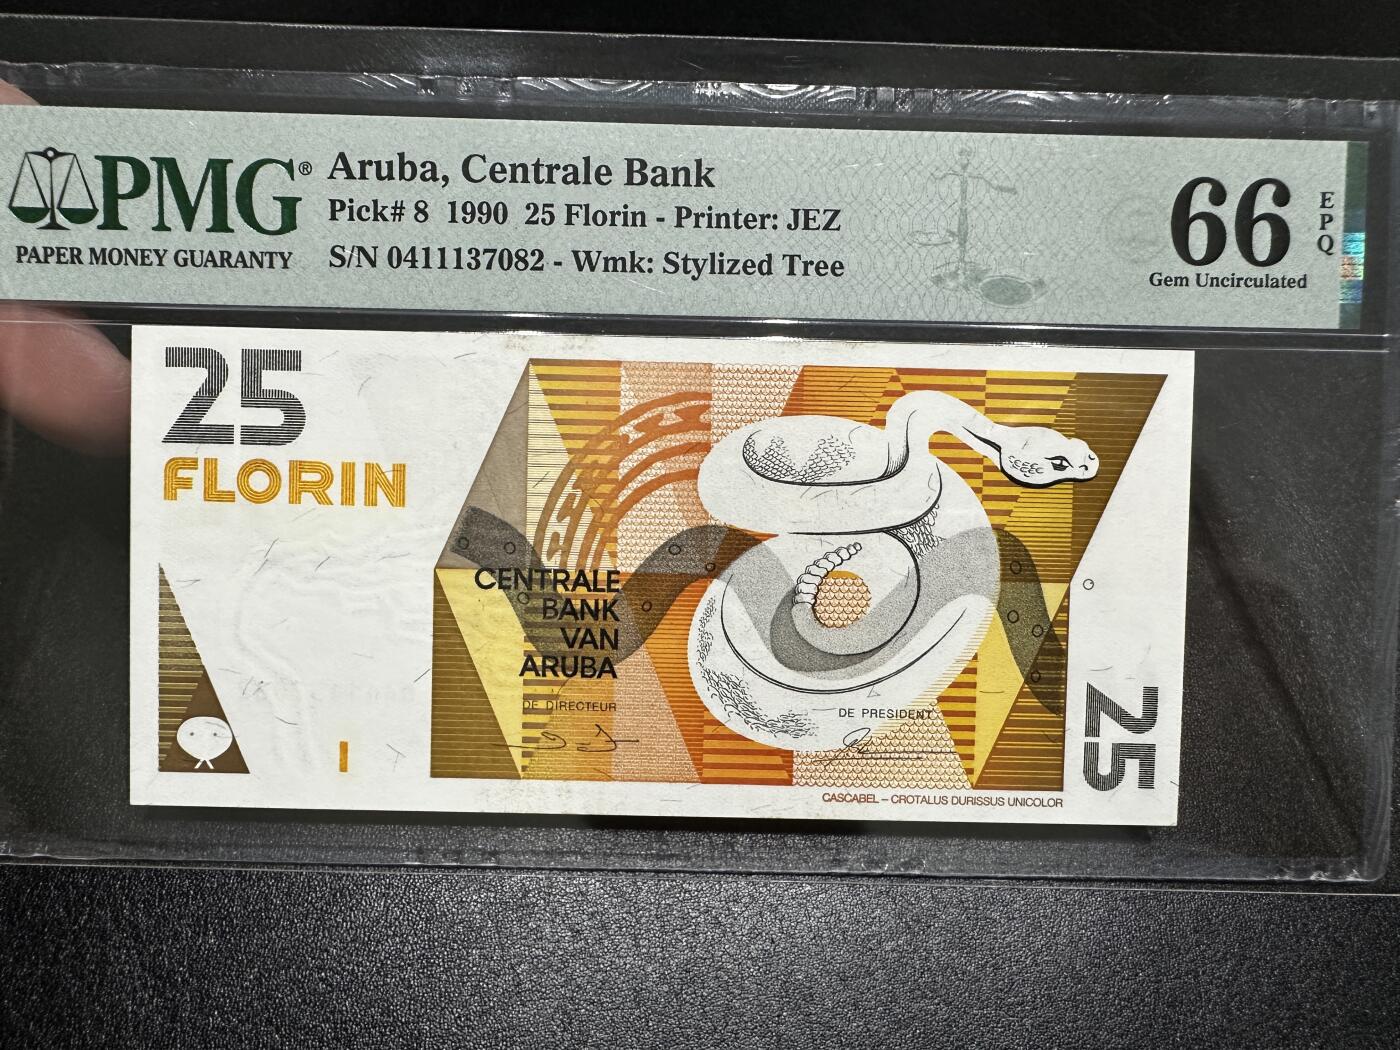 PMG®
PAPER MONEY GUARANTY
Aruba, Centrale Bank
Pick# 8 1990 25 Florin - Printer: JEZ
S/N 0411137082 - Wmk: Stylized Tree
66
EPQ
Gem Uncirculated
25
FLORIN
CENTRALE
BANK
VAN
ARUBA
DE DIRECTEUR
DE PRESIDENT
25
CASCABEL – CROTALUS DURISSUS UNICOLOR